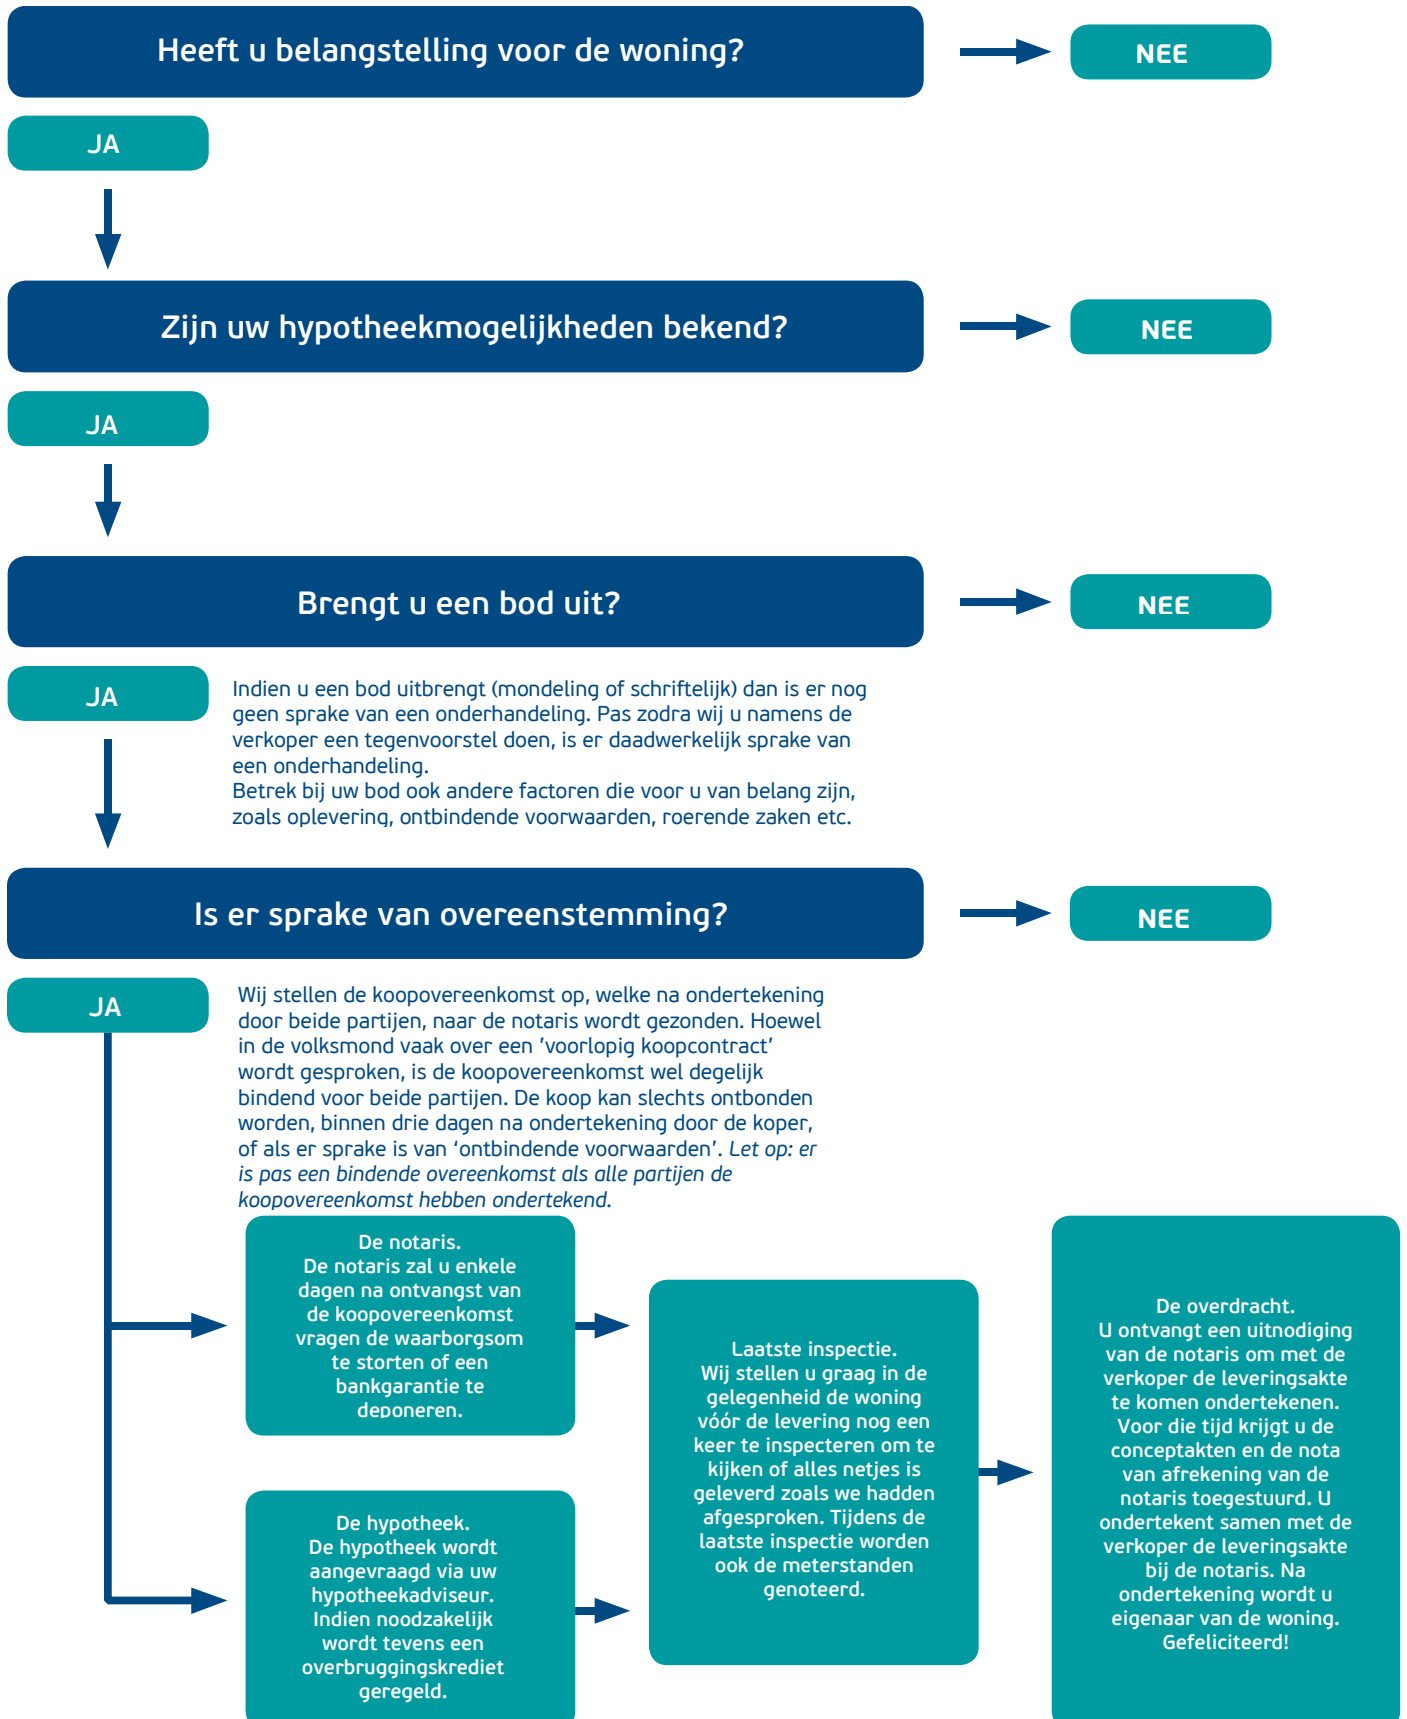 Heeft u belangstelling voor de woning?
NEE
JA
Zijn uw hypotheekmogelijkheden bekend?
NEE
JA
Brengt u een bod uit?
NEE
JA
Indien u een bod uitbrengt (mondeling of schriftelijk) dan is er nog
geen sprake van een onderhandeling. Pas zodra wij u namens de
verkoper een tegenvoorstel doen, is er daadwerkelijk sprake van
een onderhandeling.
Betrek bij uw bod ook andere factoren die voor u van belang zijn,
zoals oplevering, ontbindende voorwaarden, roerende zaken etc.
Is er sprake van overeenstemming?
NEE
JA
Wij stellen de koopovereenkomst op, welke na ondertekening
door beide partijen, naar de notaris wordt gezonden. Hoewel
in de volksmond vaak over een 'voorlopig koopcontract'
wordt gesproken, is de koopovereenkomst wel degelijk
bindend voor beide partijen. De koop kan slechts ontbonden
worden, binnen drie dagen na ondertekening door de koper,
of als er sprake is van ‘ontbindende voorwaarden’. Let op: er
is pas een bindende overeenkomst als alle partijen de
koopovereenkomst hebben ondertekend.
De notaris.
De notaris zal u enkele
dagen na ontvangst van
de koopovereenkomst
vragen de waarborgsom
te storten of een
bankgarantie te
deponeren.
De hypotheek.
De hypotheek wordt
aangevraagd via uw
hypotheekadviseur.
Indien noodzakelijk
wordt tevens een
overbruggingskrediet
geregeld.
Laatste inspectie.
Wij stellen u graag in de
gelegenheid de woning
vóór de levering nog een
keer te inspecteren om te
kijken of alles netjes is
geleverd zoals we hadden
afgesproken. Tijdens de
laatste inspectie worden
ook de meterstanden
genoteerd.
De overdracht.
U ontvangt een uitnodiging
van de notaris om met de
verkoper de leveringsakte
te komen ondertekenen.
Voor die tijd krijgt u de
conceptakten en de nota
van afrekening van de
notaris toegestuurd. U
ondertekent samen met de
verkoper de leveringsakte
bij de notaris. Na
ondertekening wordt u
eigenaar van de woning.
Gefeliciteerd!